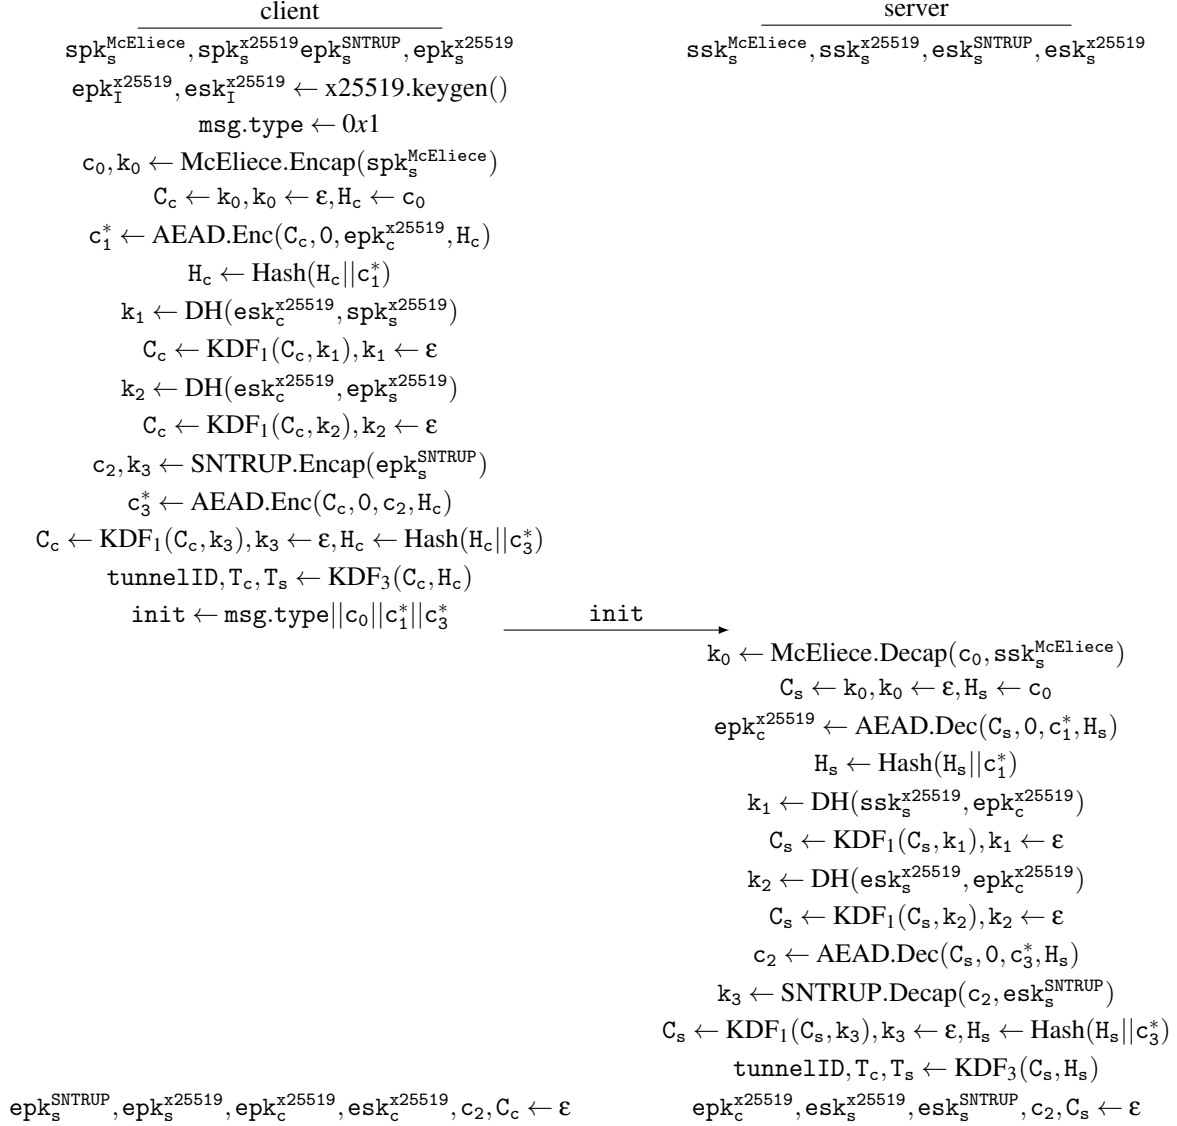 client
server
spk_s^McEliece, spk_s^x25519 epk_s^SNTRUP, epk_s^x25519
ssk_s^McEliece, ssk_s^x25519, esk_s^SNTRUP, esk_s^x25519
epk_I^x25519, esk_I^x25519 ← x25519.keygen()
msg.type ← 0x1
c_0, k_0 ← McEliece.Encap(spk_s^McEliece)
C_c ← k_0, k_0 ← ε, H_c ← c_0
c_1^* ← AEAD.Enc(C_c, 0, epk_c^x25519, H_c)
H_c ← Hash(H_c||c_1^*)
k_1 ← DH(esk_c^x25519, spk_s^x25519)
C_c ← KDF_1(C_c, k_1), k_1 ← ε
k_2 ← DH(esk_c^x25519, epk_s^x25519)
C_c ← KDF_1(C_c, k_2), k_2 ← ε
c_2, k_3 ← SNTRUP.Encap(epk_s^SNTRUP)
c_3^* ← AEAD.Enc(C_c, 0, c_2, H_c)
C_c ← KDF_1(C_c, k_3), k_3 ← ε, H_c ← Hash(H_c||c_3^*)
tunnelID, T_c, T_s ← KDF_3(C_c, H_c)
init ← msg.type||c_0||c_1^*||c_3^*
init
k_0 ← McEliece.Decap(c_0, ssk_s^McEliece)
C_s ← k_0, k_0 ← ε, H_s ← c_0
epk_c^x25519 ← AEAD.Dec(C_s, 0, c_1^*, H_s)
H_s ← Hash(H_s||c_1^*)
k_1 ← DH(ssk_s^x25519, epk_c^x25519)
C_s ← KDF_1(C_s, k_1), k_1 ← ε
k_2 ← DH(esk_s^x25519, epk_c^x25519)
C_s ← KDF_1(C_s, k_2), k_2 ← ε
c_2 ← AEAD.Dec(C_s, 0, c_3^*, H_s)
k_3 ← SNTRUP.Decap(c_2, esk_s^SNTRUP)
C_s ← KDF_1(C_s, k_3), k_3 ← ε, H_s ← Hash(H_s||c_3^*)
tunnelID, T_c, T_s ← KDF_3(C_s, H_s)
epk_s^SNTRUP, epk_s^x25519, epk_c^x25519, esk_c^x25519, c_2, C_c ← ε
epk_c^x25519, esk_s^x25519, esk_s^SNTRUP, c_2, C_s ← ε